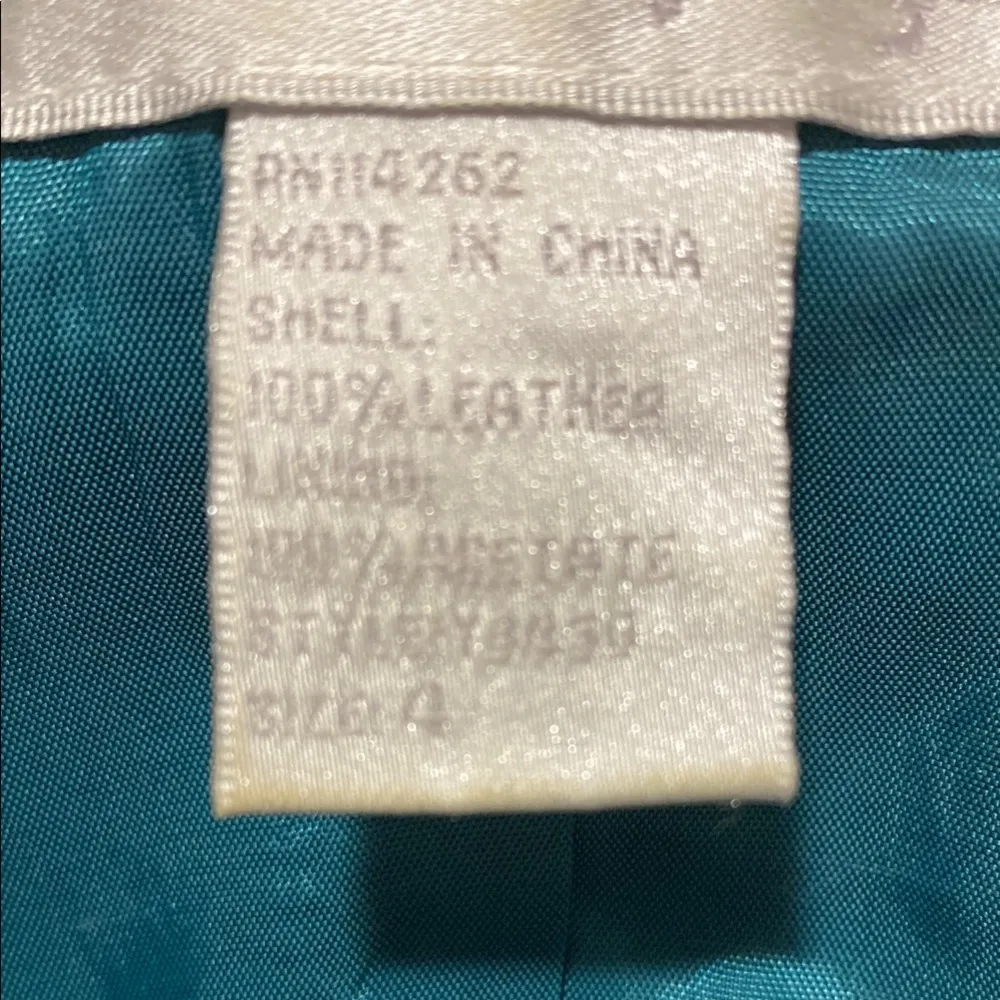 RN114262
MADE IN CHINA
SHELL:
100% LEATHER
LINING:
100% ACETATE
SIZE: 4